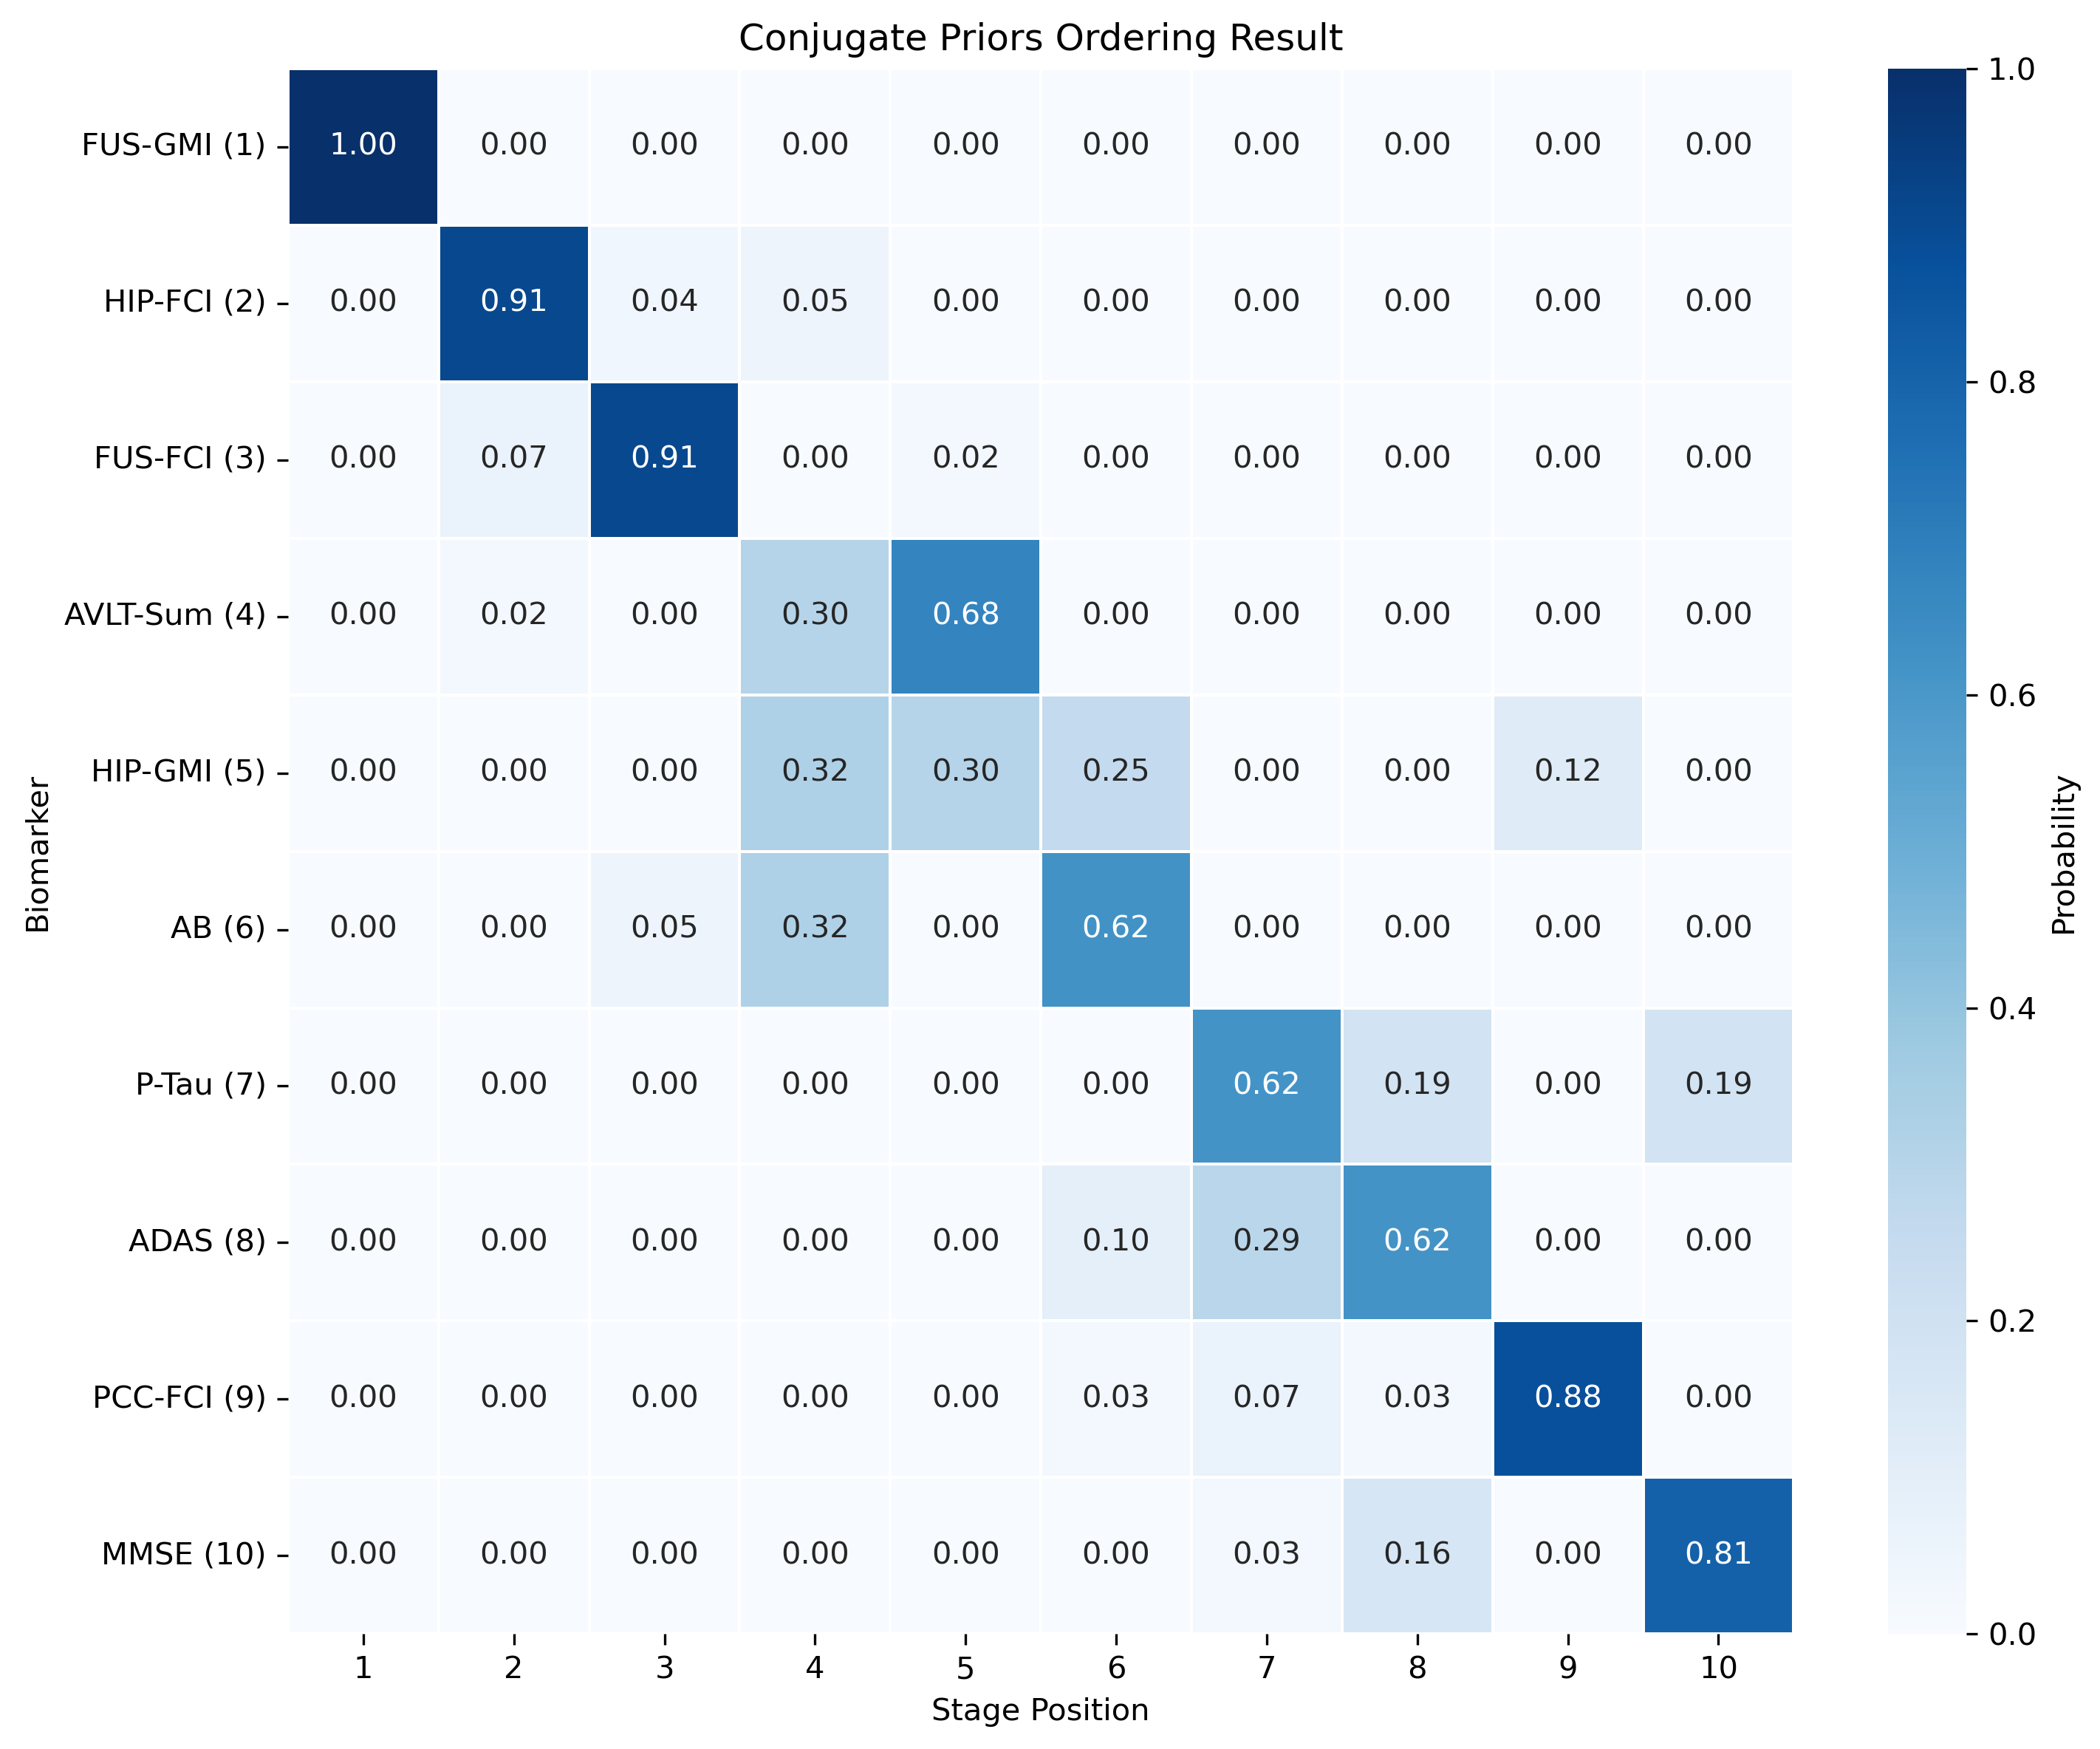 Conjugate Priors Ordering Result
FUS-GMI (1) 1.00 0.00 0.00 0.00 0.00 0.00 0.00 0.00 0.00 0.00
HIP-FCI (2) 0.00 0.91 0.04 0.05 0.00 0.00 0.00 0.00 0.00 0.00
FUS-FCI (3) 0.00 0.07 0.91 0.00 0.02 0.00 0.00 0.00 0.00 0.00
AVLT-Sum (4) 0.00 0.02 0.00 0.30 0.68 0.00 0.00 0.00 0.00 0.00
HIP-GMI (5) 0.00 0.00 0.00 0.32 0.30 0.25 0.00 0.00 0.12 0.00
AB (6) 0.00 0.00 0.05 0.32 0.00 0.62 0.00 0.00 0.00 0.00
P-Tau (7) 0.00 0.00 0.00 0.00 0.00 0.00 0.62 0.19 0.00 0.19
ADAS (8) 0.00 0.00 0.00 0.00 0.00 0.10 0.29 0.62 0.00 0.00
PCC-FCI (9) 0.00 0.00 0.00 0.00 0.00 0.03 0.07 0.03 0.88 0.00
MMSE (10) 0.00 0.00 0.00 0.00 0.00 0.00 0.03 0.16 0.00 0.81
1 2 3 4 5 6 7 8 9 10
Stage Position
Biomarker
1.0
0.8
0.6
0.4
0.2
0.0
Probability